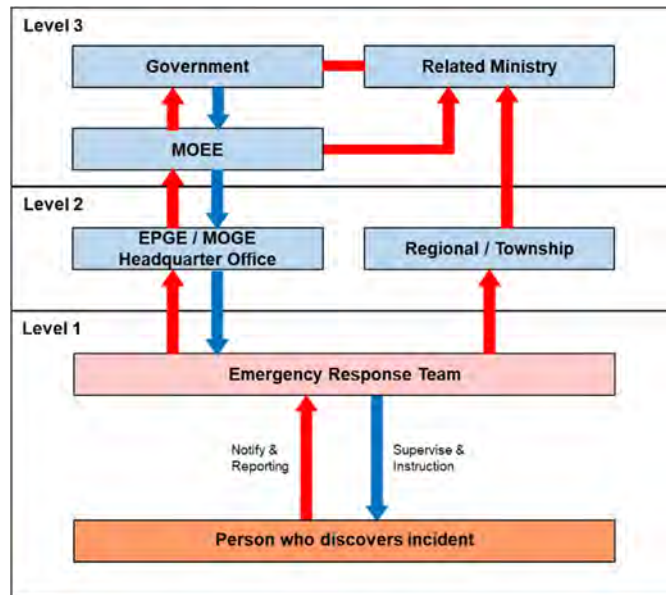 Level 3
Government
Related Ministry
MOEE
Level 2
EPGE / MOGE
Headquarter Office
Regional / Township
Level 1
Emergency Response Team
Notify &
Reporting
Supervise &
Instruction
Person who discovers incident